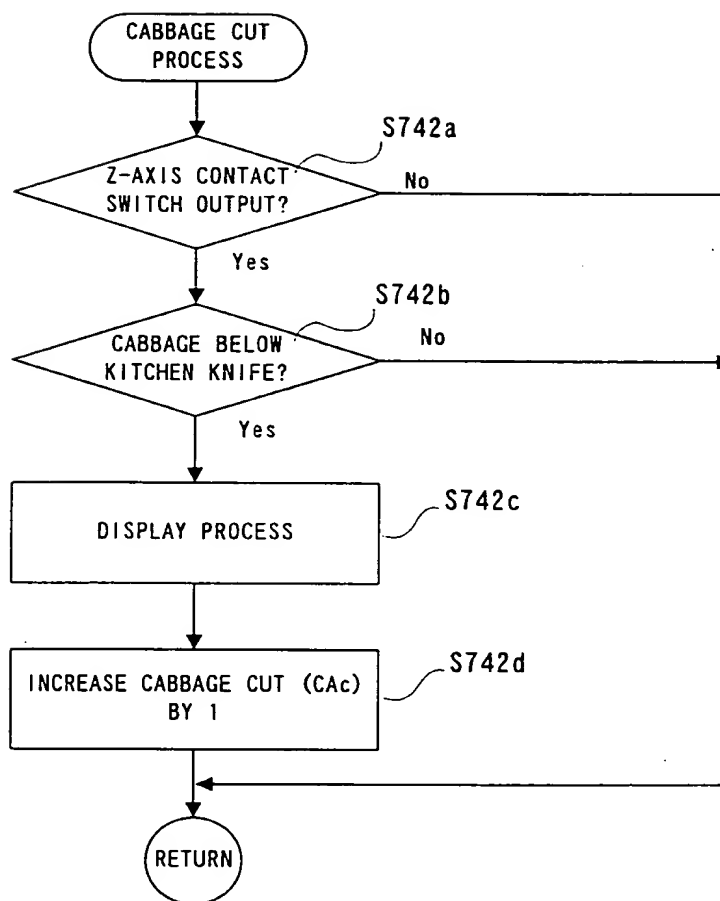 CABBAGE CUT
PROCESS
S742a
Z-AXIS CONTACT
SWITCH OUTPUT?
No
Yes
S742b
CABBAGE BELOW
KITCHEN KNIFE?
No
Yes
S742c
DISPLAY PROCESS
S742d
INCREASE CABBAGE CUT (CAc)
BY 1
RETURN